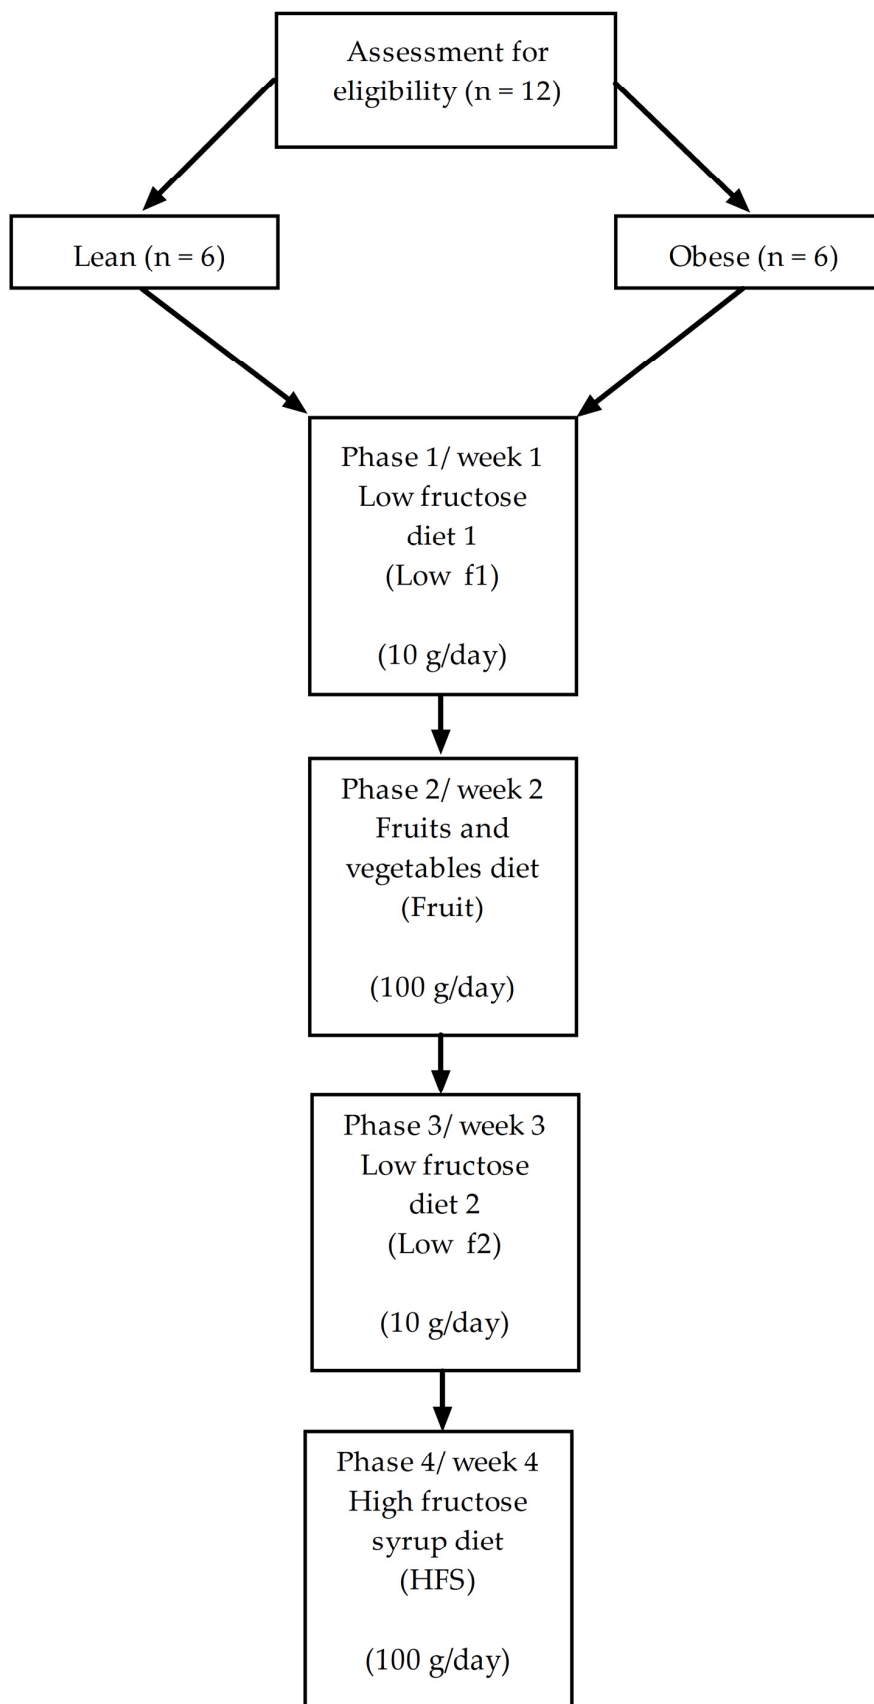 Assessment for
eligibility (n = 12)
Lean (n = 6)
Obese (n = 6)
Phase 1/ week 1
Low fructose
diet 1
(Low f1)
(10 g/day)
Phase 2/ week 2
Fruits and
vegetables diet
(Fruit)
(100 g/day)
Phase 3/ week 3
Low fructose
diet 2
(Low f2)
(10 g/day)
Phase 4/ week 4
High fructose
syrup diet
(HFS)
(100 g/day)